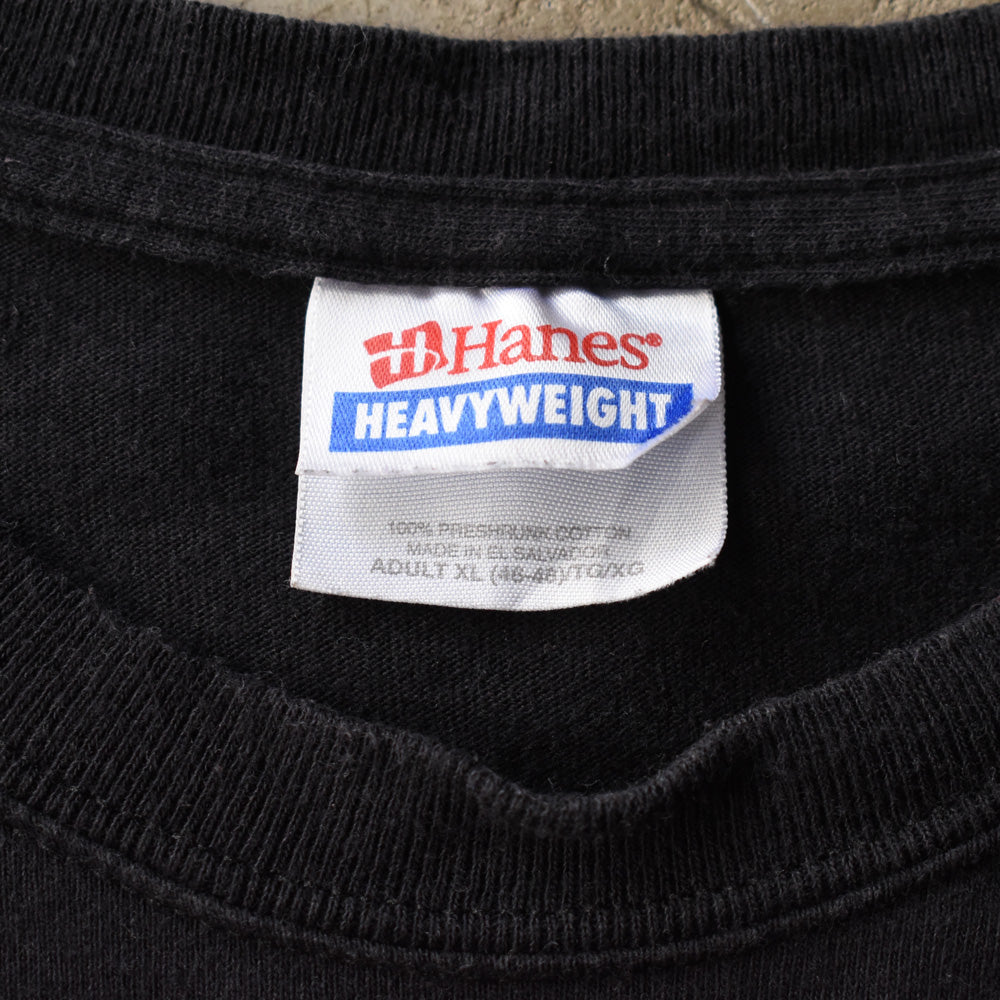 Hanes®
HEAVYWEIGHT
100% PRESHRUNK COTTON
MADE IN EL SALVADOR
ADULT XL (46-48)/TG/XG